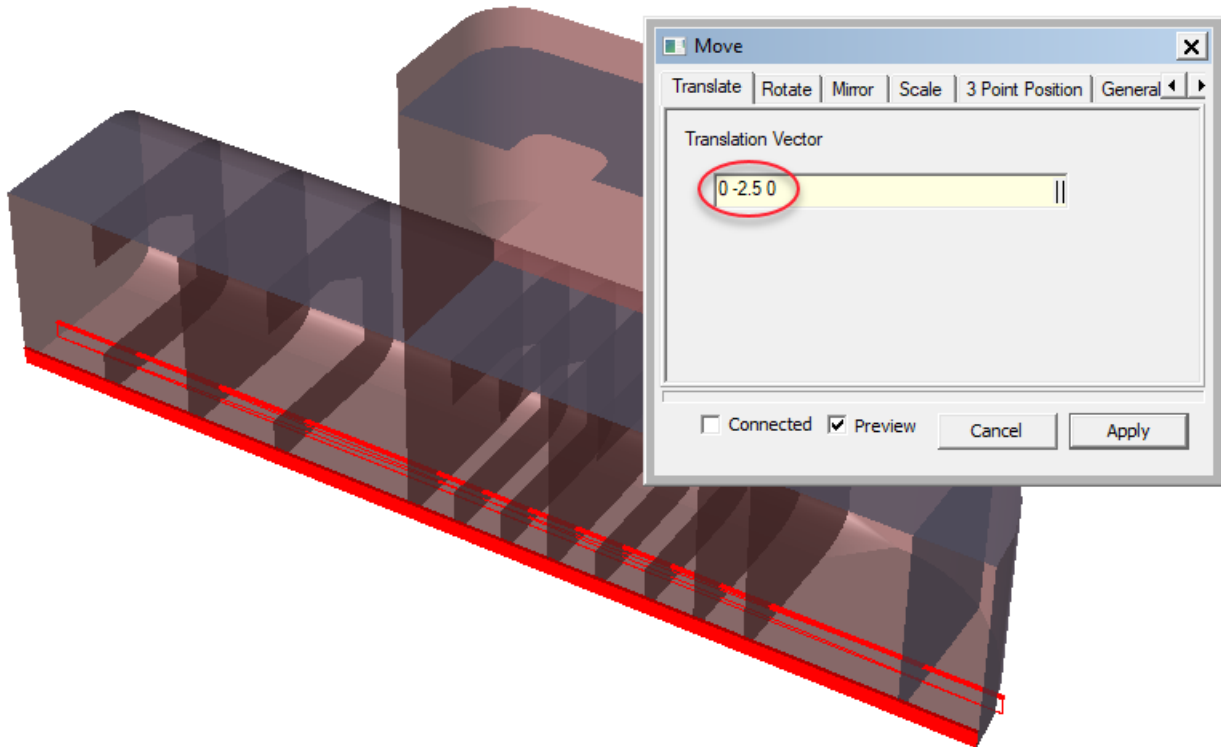 Move
Translate Rotate Mirror Scale 3 Point Position General
Translation Vector
0 -2.5 0
Connected Preview Cancel Apply